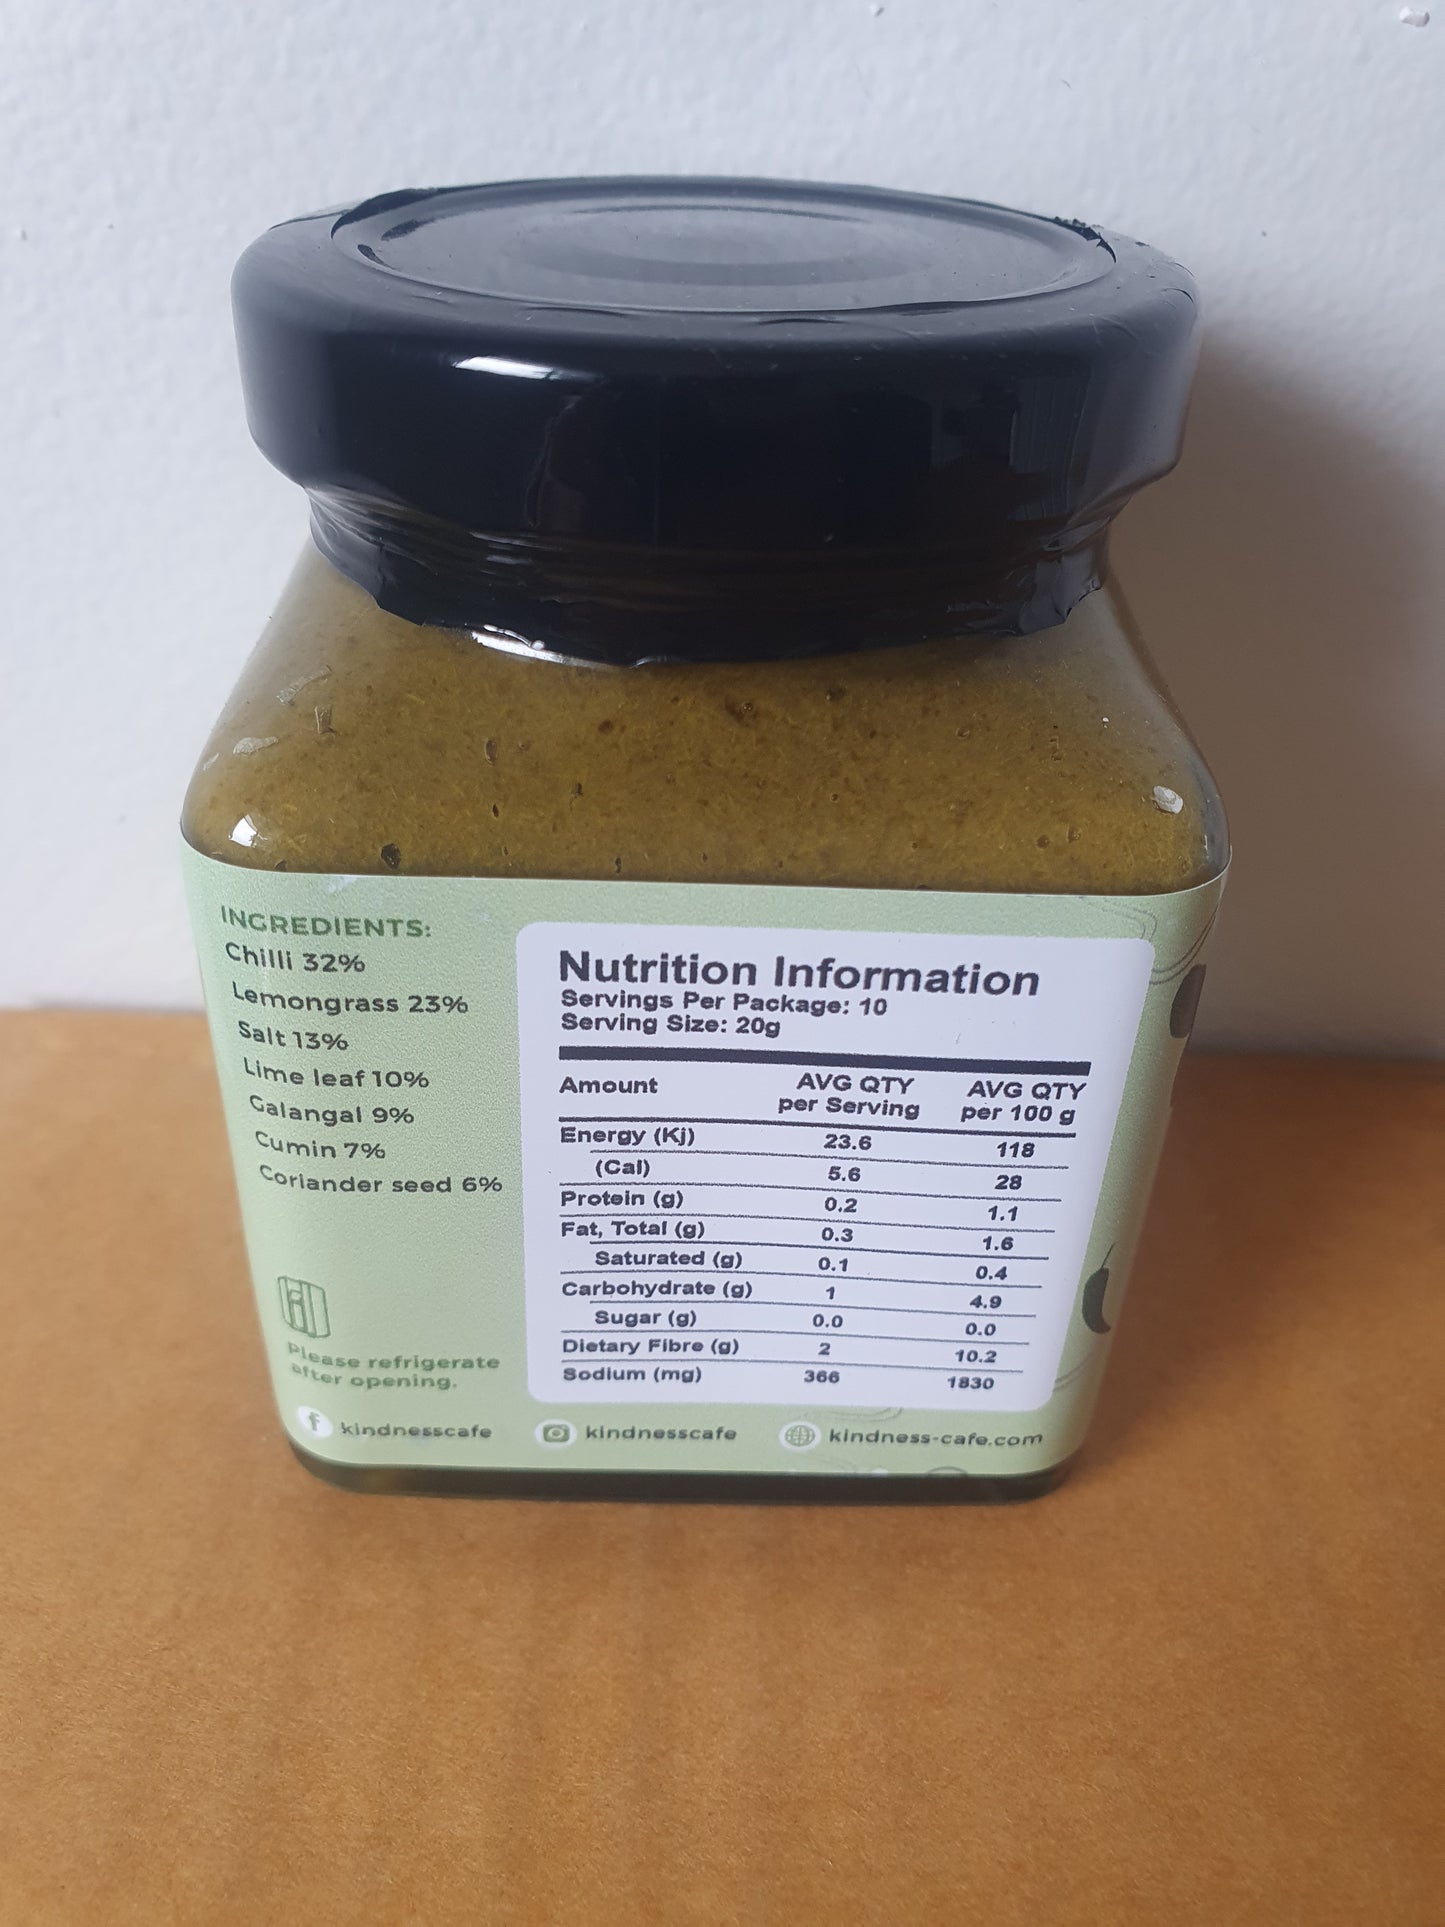 INGREDIENTS:
Chilli 32%
Lemongrass 23%
Salt 13%
Lime leaf 10%
Galangal 9%
Cumin 7%
Coriander seed 6%
Please refrigerate
after opening.
Nutrition Information
Servings Per Package: 10
Serving Size: 20g
Amount AVG QTY per Serving AVG QTY per 100 g
Energy (Kj) 23.6 118
(Cal) 5.6 28
Protein (g) 0.2 1.1
Fat, Total (g) 0.3 1.6
Saturated (g) 0.1 0.4
Carbohydrate (g) 1 4.9
Sugar (g) 0.0 0.0
Dietary Fibre (g) 2 10.2
Sodium (mg) 366 1830
kindnesscafe kindnesscafe kindness-cafe.com